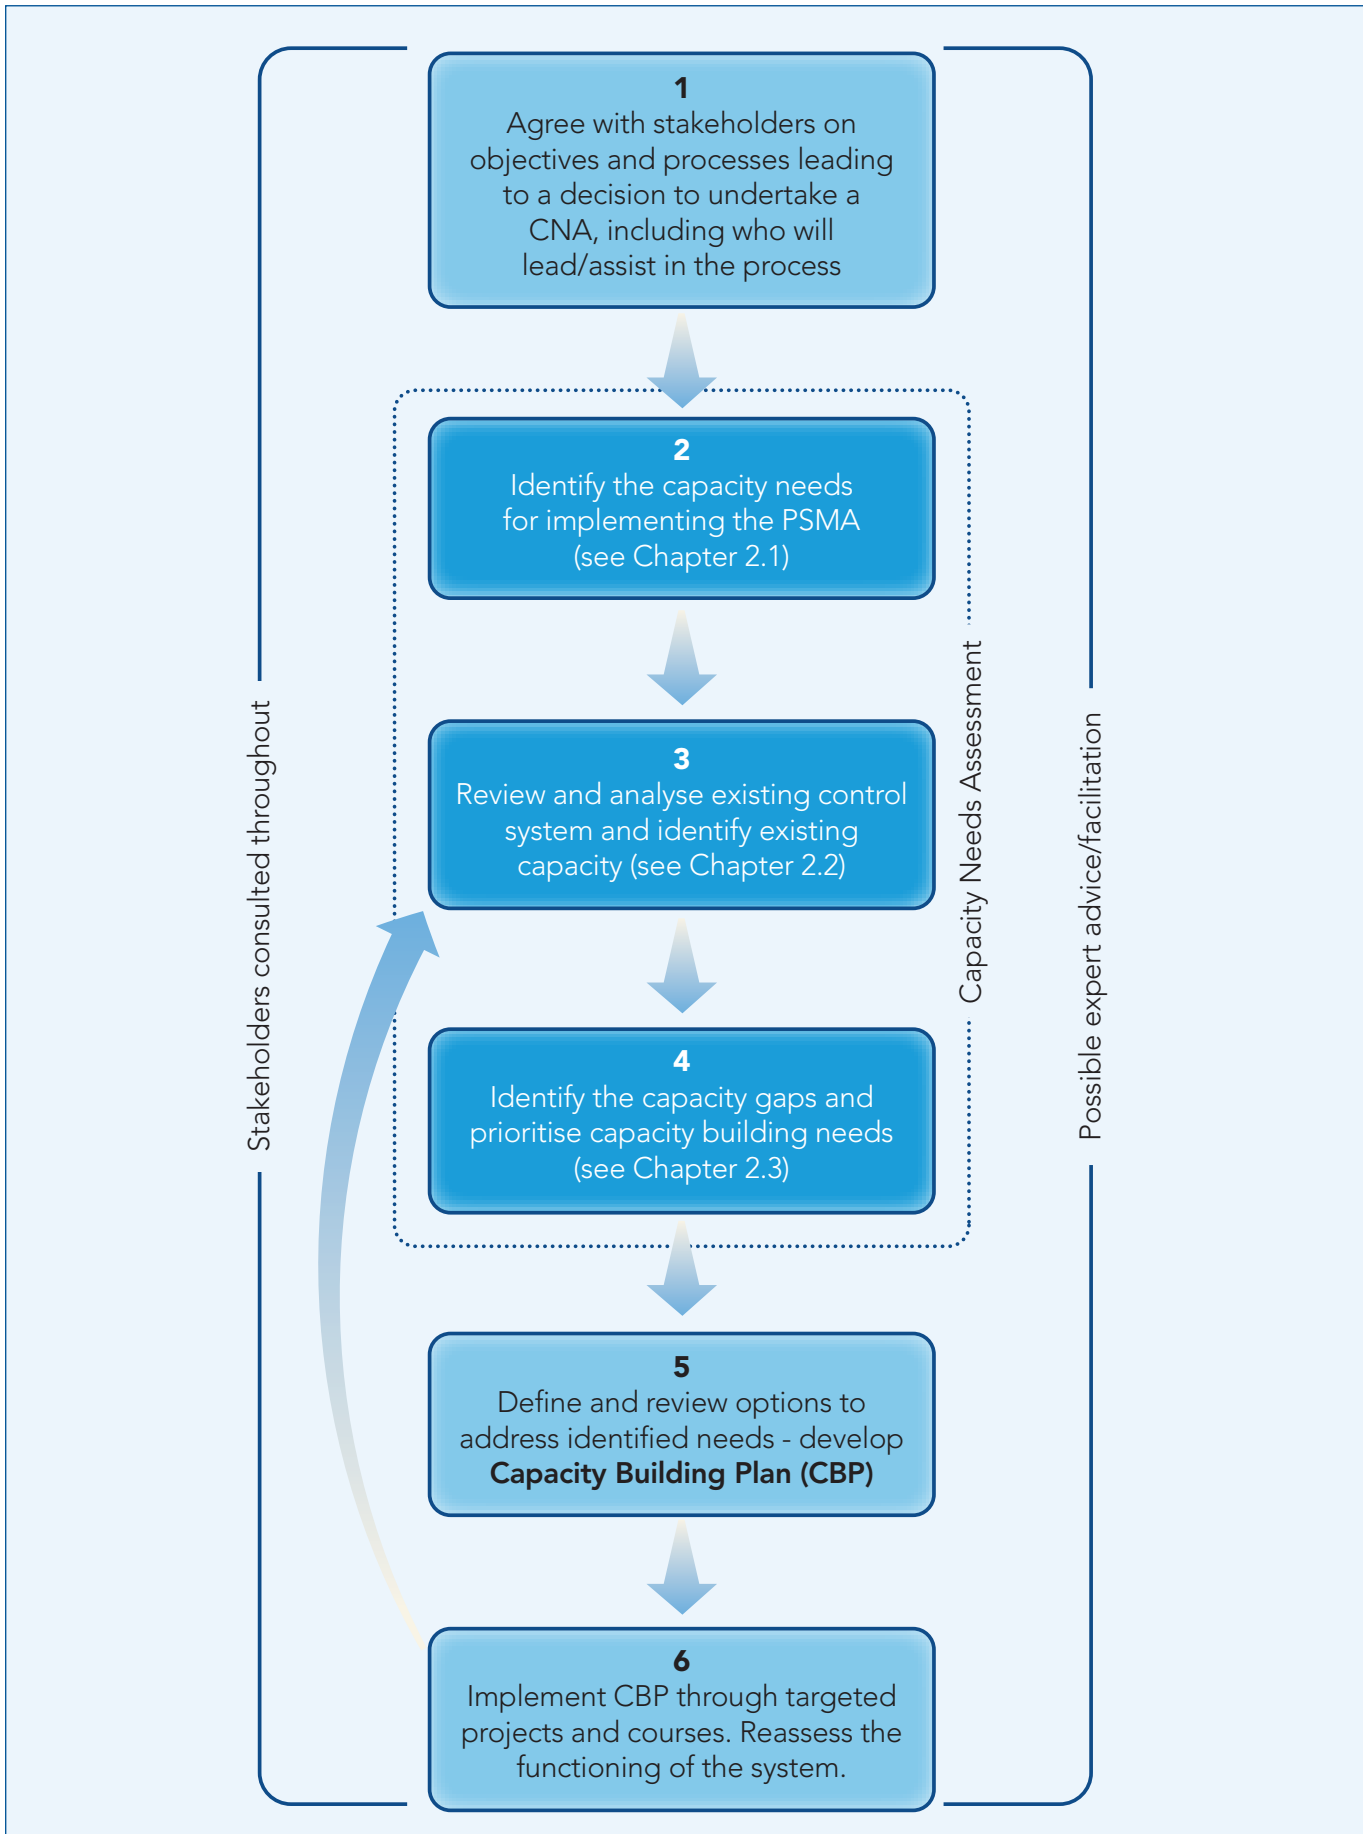 1
Agree with stakeholders on
objectives and processes leading
to a decision to undertake a
CNA, including who will
lead/assist in the process
2
Identify the capacity needs
for implementing the PSMA
(see Chapter 2.1)
3
Review and analyse existing control
system and identify existing
capacity (see Chapter 2.2)
4
Identify the capacity gaps and
prioritise capacity building needs
(see Chapter 2.3)
5
Define and review options to
address identified needs - develop
Capacity Building Plan (CBP)
6
Implement CBP through targeted
projects and courses. Reassess the
functioning of the system.
Stakeholders consulted throughout
Capacity Needs Assessment
Possible expert advice/facilitation